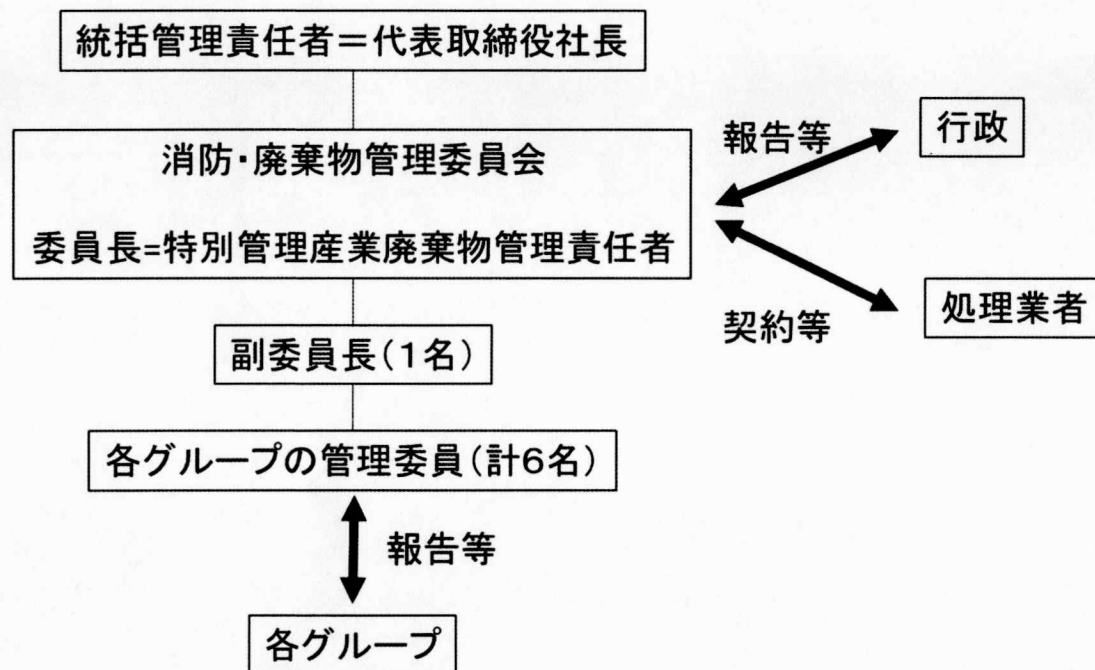 統括管理責任者＝代表取締役社長
消防・廃棄物管理委員会
委員長=特別管理産業廃棄物管理責任者
報告等
行政
契約等
処理業者
副委員長（１名）
各グループの管理委員（計６名）
報告等
各グループ